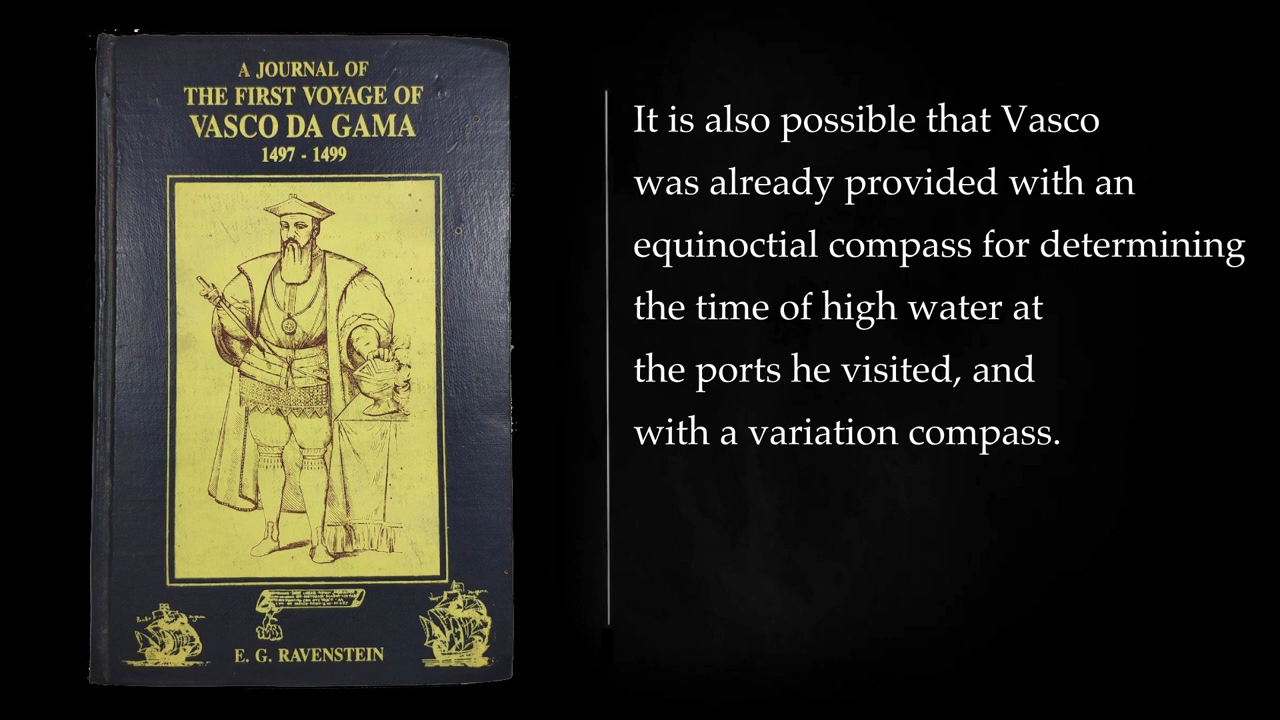 A JOURNAL OF
THE FIRST VOYAGE OF
VASCO DA GAMA
1497 - 1499
E. G. RAVENSTEIN
It is also possible that Vasco
was already provided with an
equinoctial compass for determining
the time of high water at
the ports he visited, and
with a variation compass.